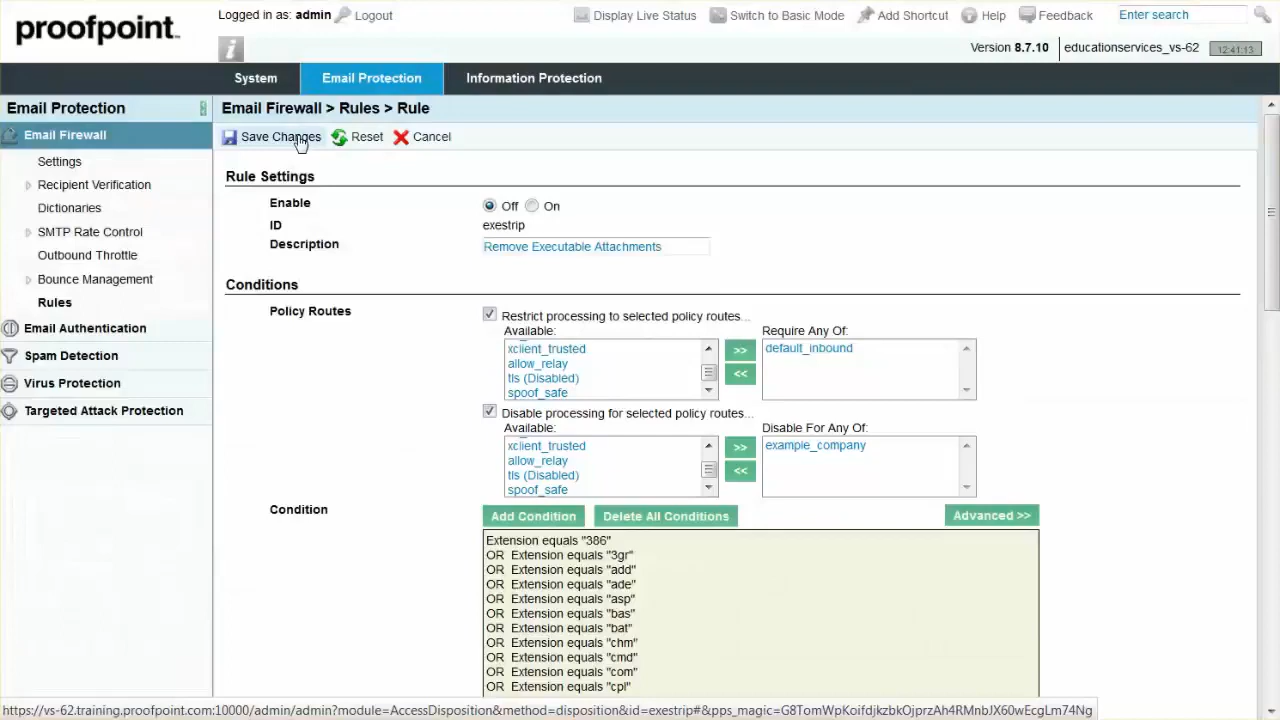 proofpoint
Logged in as: admin Logout
Display Live Status Switch to Basic Mode Add Shortcut Help Feedback Enter search
Version 8.7.10 educationservices_vs-62 12:41:13
System Email Protection Information Protection
Email Protection
Email Firewall
Settings
Recipient Verification
Dictionaries
SMTP Rate Control
Outbound Throttle
Bounce Management
Rules
Email Authentication
Spam Detection
Virus Protection
Targeted Attack Protection
Email Firewall > Rules > Rule
Save Changes Reset Cancel
Rule Settings
Enable Off On
ID exestrip
Description Remove Executable Attachments
Conditions
Policy Routes Restrict processing to selected policy routes...
Available: Require Any Of:
xclient_trusted >> default_inbound
allow_relay
tls (Disabled) <<
spoof_safe
Disable processing for selected policy routes...
Available: Disable For Any Of:
xclient_trusted >> example_company
allow_relay
tls (Disabled) <<
spoof_safe
Condition Add Condition Delete All Conditions Advanced >>
Extension equals "386"
OR Extension equals "3gr"
OR Extension equals "add"
OR Extension equals "ade"
OR Extension equals "asp"
OR Extension equals "bas"
OR Extension equals "bat"
OR Extension equals "chm"
OR Extension equals "cmd"
OR Extension equals "com"
OR Extension equals "cpl"
https://vs-62.training.proofpoint.com:10000/admin/admin?module=AccessDisposition&method=disposition&id=exestrip#&pps_magic=G8TomWpKoifdjkzbkOjprzAh4RMnbJX60wEcgLm74Ng